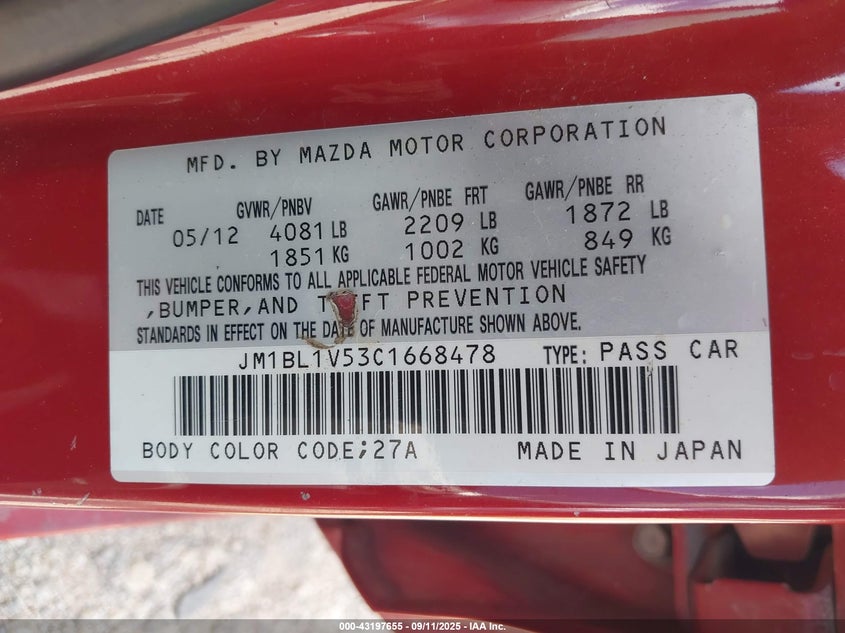 MFD. BY MAZDA MOTOR CORPORATION
DATE GVWR/PNBV GAWR/PNBE FRT GAWR/PNBE RR
05/12 4081 LB 2209 LB 1872 LB
1851 KG 1002 KG 849 KG
THIS VEHICLE CONFORMS TO ALL APPLICABLE FEDERAL MOTOR VEHICLE SAFETY
,BUMPER,AND THEFT PREVENTION
STANDARDS IN EFFECT ON THE DATE OF MANUFACTURE SHOWN ABOVE.
JM1BL1V53C1668478 TYPE: PASS CAR
BODY COLOR CODE;27A MADE IN JAPAN
000-43197655 - 09/11/2025 - IAA Inc.